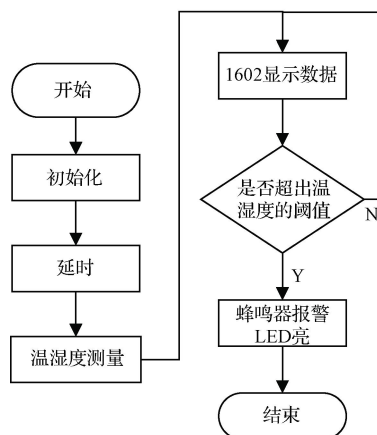 开始
初始化
延时
温湿度测量
1602显示数据
是否超出温
湿度的阈值
N
Y
蜂鸣器报警
LED亮
结束